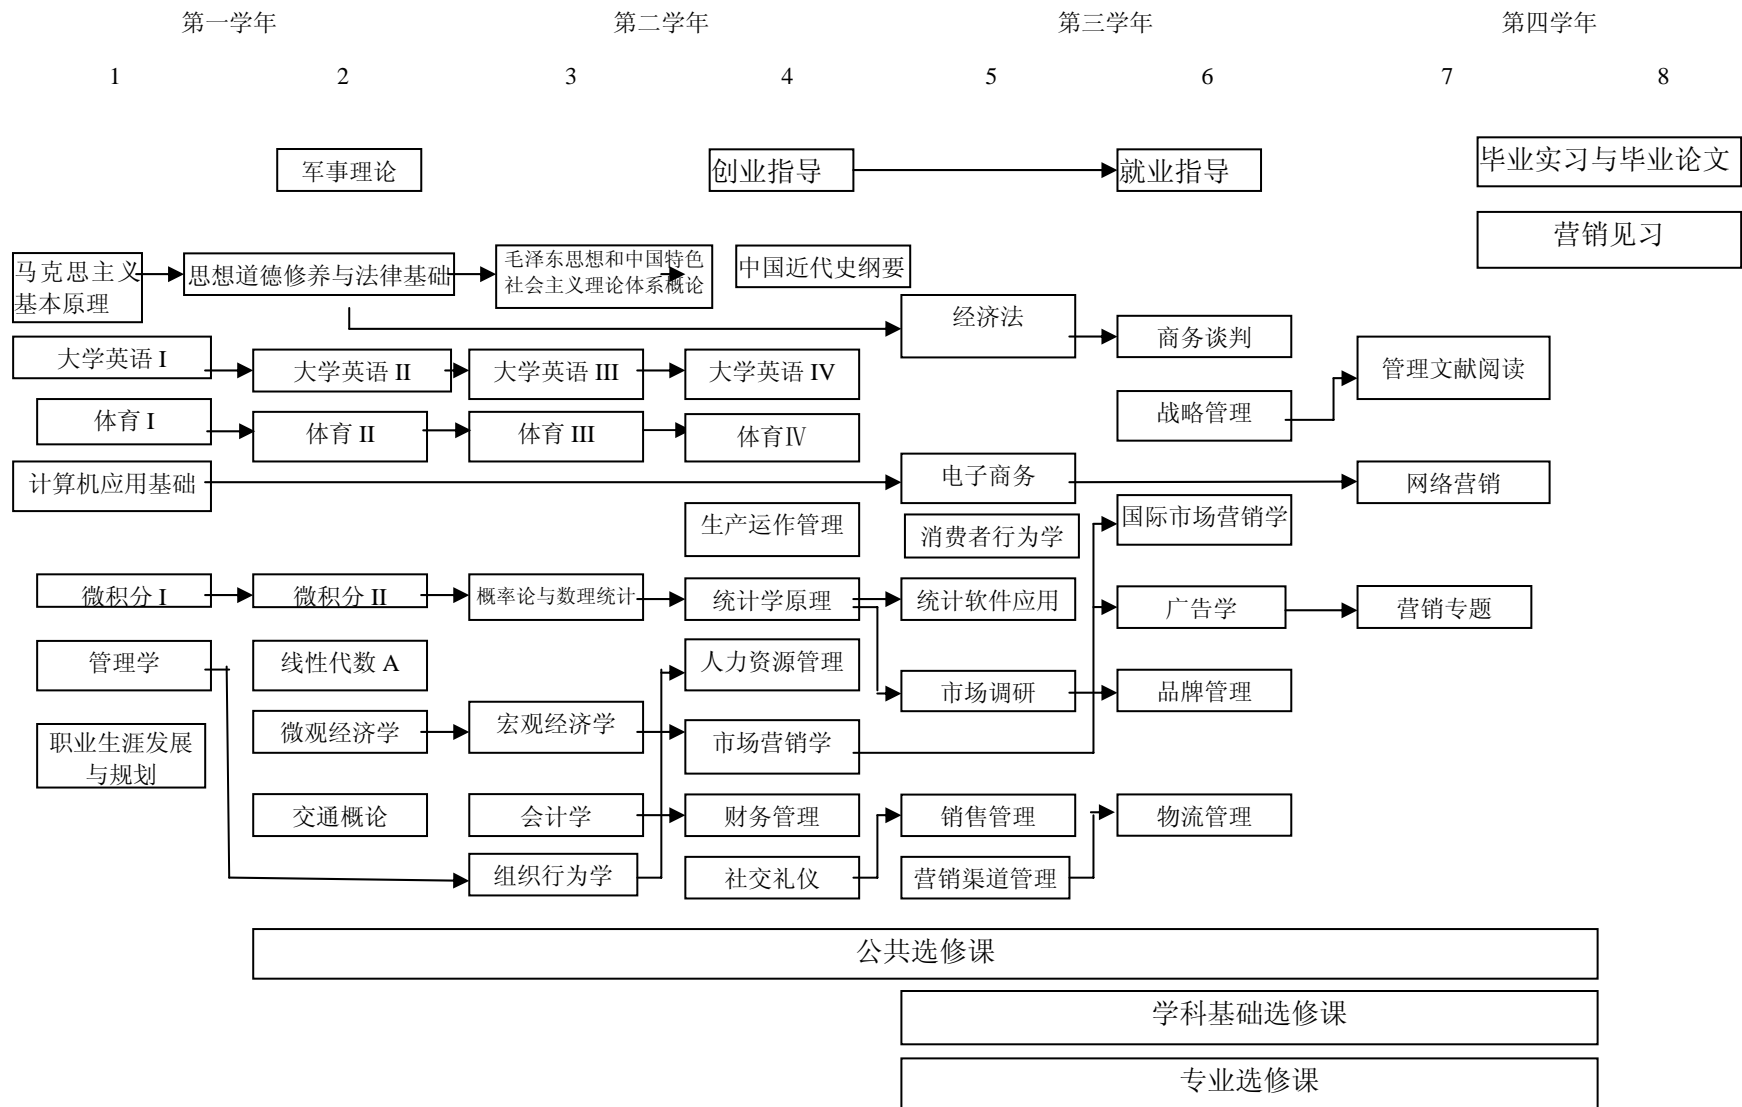 第一学年
第二学年
第三学年
第四学年
1
2
3
4
5
6
7
8
军事理论
创业指导
就业指导
毕业实习与毕业论文
营销见习
马克思主义
基本原理
思想道德修养与法律基础
毛泽东思想和中国特色
社会主义理论体系概论
中国近代史纲要
经济法
商务谈判
大学英语 I
大学英语 II
大学英语 III
大学英语 IV
管理文献阅读
体育 I
体育 II
体育 III
体育Ⅳ
战略管理
计算机应用基础
电子商务
网络营销
生产运作管理
消费者行为学
国际市场营销学
微积分 I
微积分 II
概率论与数理统计
统计学原理
统计软件应用
广告学
营销专题
管理学
线性代数 A
人力资源管理
市场调研
品牌管理
职业生涯发展
与规划
微观经济学
宏观经济学
市场营销学
交通概论
会计学
财务管理
销售管理
物流管理
组织行为学
社交礼仪
营销渠道管理
公共选修课
学科基础选修课
专业选修课